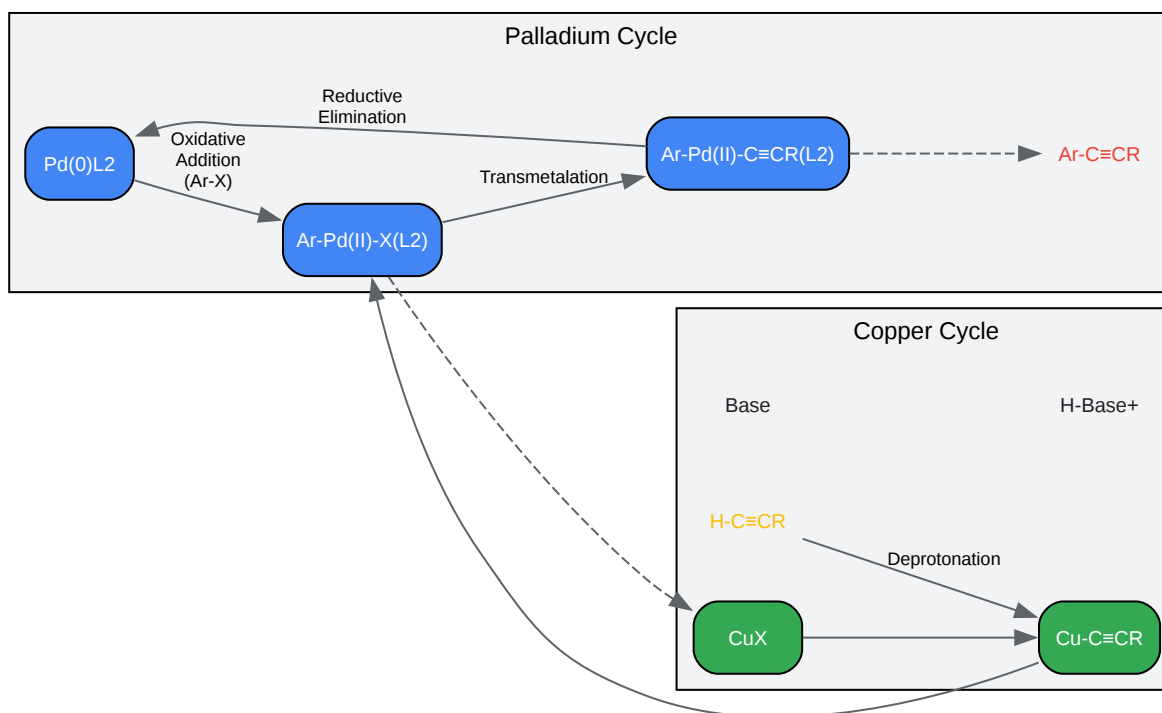 Palladium Cycle
Reductive
Elimination
Oxidative
Addition
(Ar-X)
Pd(0)L2
Ar-Pd(II)-C≡CR(L2)
Ar-C≡CR
Transmetalation
Ar-Pd(II)-X(L2)
Copper Cycle
Base
H-Base+
H-C≡CR
Deprotonation
CuX
Cu-C≡CR